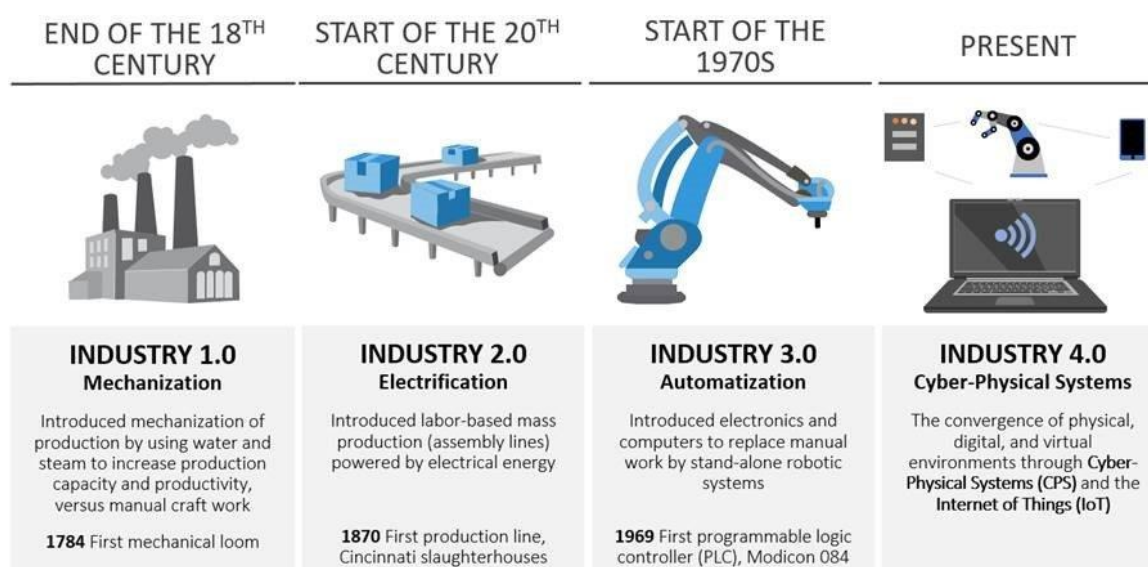 END OF THE 18TH
CENTURY
START OF THE 20TH
CENTURY
START OF THE
1970S
PRESENT
INDUSTRY 1.0
Mechanization
Introduced mechanization of
production by using water and
steam to increase production
capacity and productivity,
versus manual craft work
1784 First mechanical loom
INDUSTRY 2.0
Electrification
Introduced labor-based mass
production (assembly lines)
powered by electrical energy
1870 First production line,
Cincinnati slaughterhouses
INDUSTRY 3.0
Automatization
Introduced electronics and
computers to replace manual
work by stand-alone robotic
systems
1969 First programmable logic
controller (PLC), Modicon 084
INDUSTRY 4.0
Cyber-Physical Systems
The convergence of physical,
digital, and virtual
environments through Cyber-
Physical Systems (CPS) and the
Internet of Things (IoT)